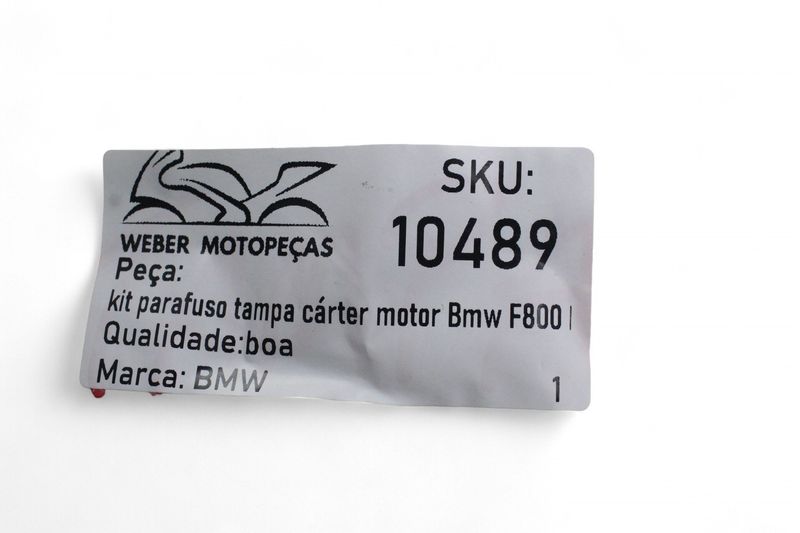 SKU:
10489
WEBER MOTOPEÇAS
Peça:
kit parafuso tampa cárter motor Bmw F800
Qualidade:boa
Marca: BMW
1